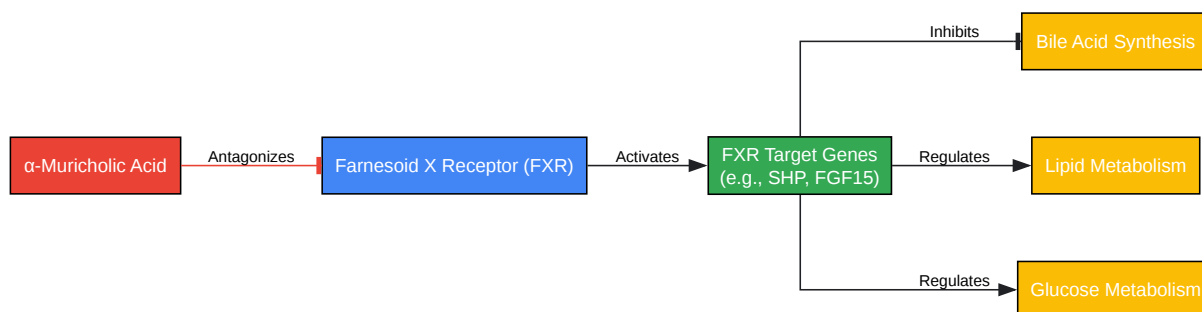 Inhibits
Bile Acid Synthesis
α-Muricholic Acid
Antagonizes
Farnesoid X Receptor (FXR)
Activates
FXR Target Genes
(e.g., SHP, FGF15)
Regulates
Lipid Metabolism
Regulates
Glucose Metabolism